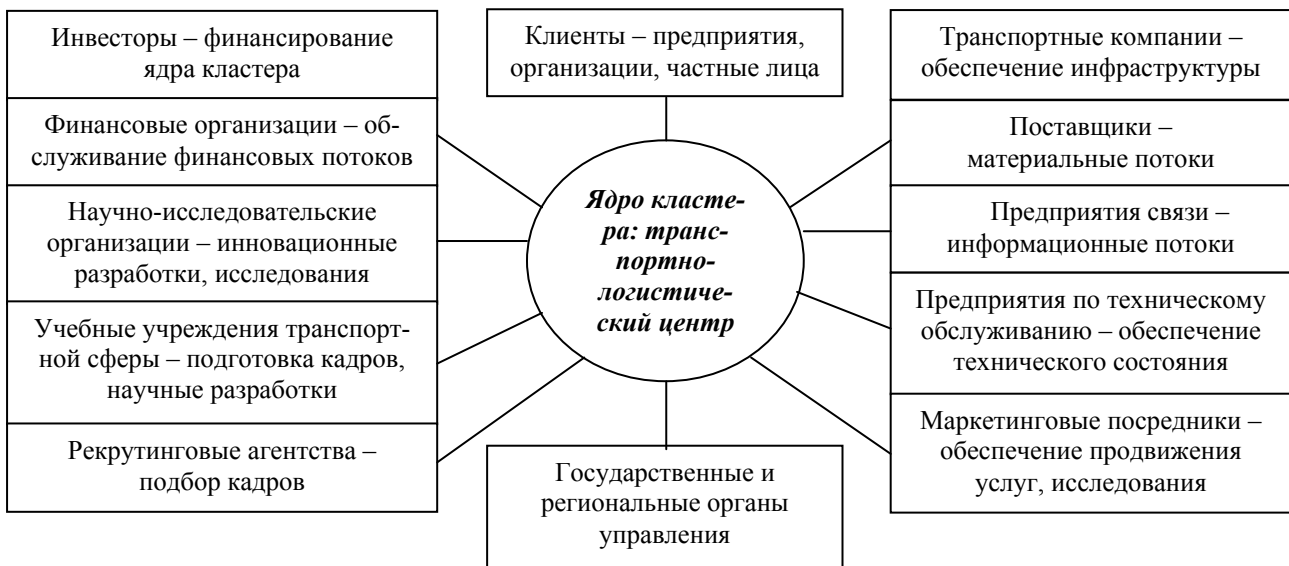 Инвесторы – финансирование
ядра кластера
Финансовые организации – об-
служивание финансовых потоков
Научно-исследовательские
организации – инновационные
разработки, исследования
Учебные учреждения транспорт-
ной сферы – подготовка кадров,
научные разработки
Рекрутинговые агентства –
подбор кадров
Клиенты – предприятия,
организации, частные лица
Ядро класте-
ра: транс-
портно-
логистиче-
ский центр
Государственные и
региональные органы
управления
Транспортные компании –
обеспечение инфраструктуры
Поставщики –
материальные потоки
Предприятия связи –
информационные потоки
Предприятия по техническому
обслуживанию – обеспечение
технического состояния
Маркетинговые посредники –
обеспечение продвижения
услуг, исследования